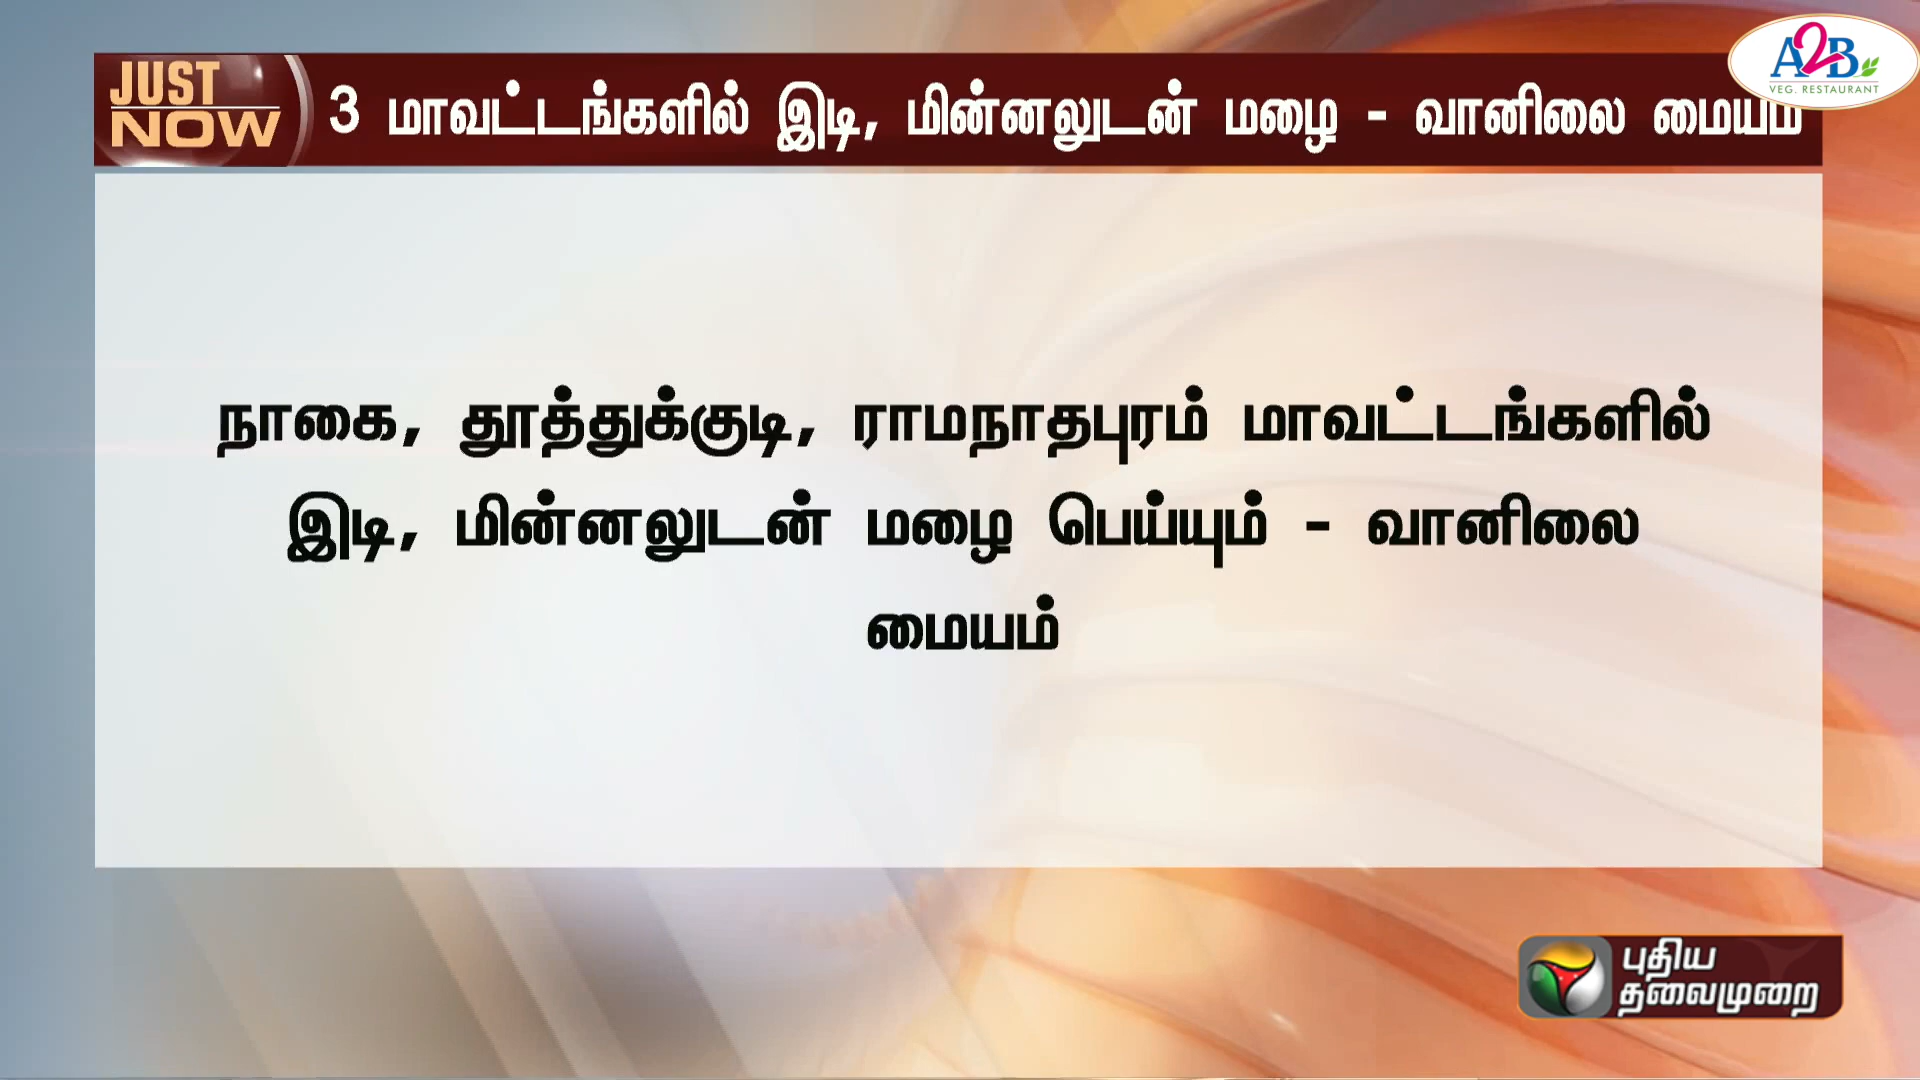 JUST
NOW
3 மாவட்டங்களில் இடி, மின்னலுடன் மழை - வானிலை மையம்
A2B
VEG. RESTAURANT
நாகை, தூத்துக்குடி, ராமநாதபுரம் மாவட்டங்களில்
இடி, மின்னலுடன் மழை பெய்யும் - வானிலை
மையம்
புதிய
தலைமுறை